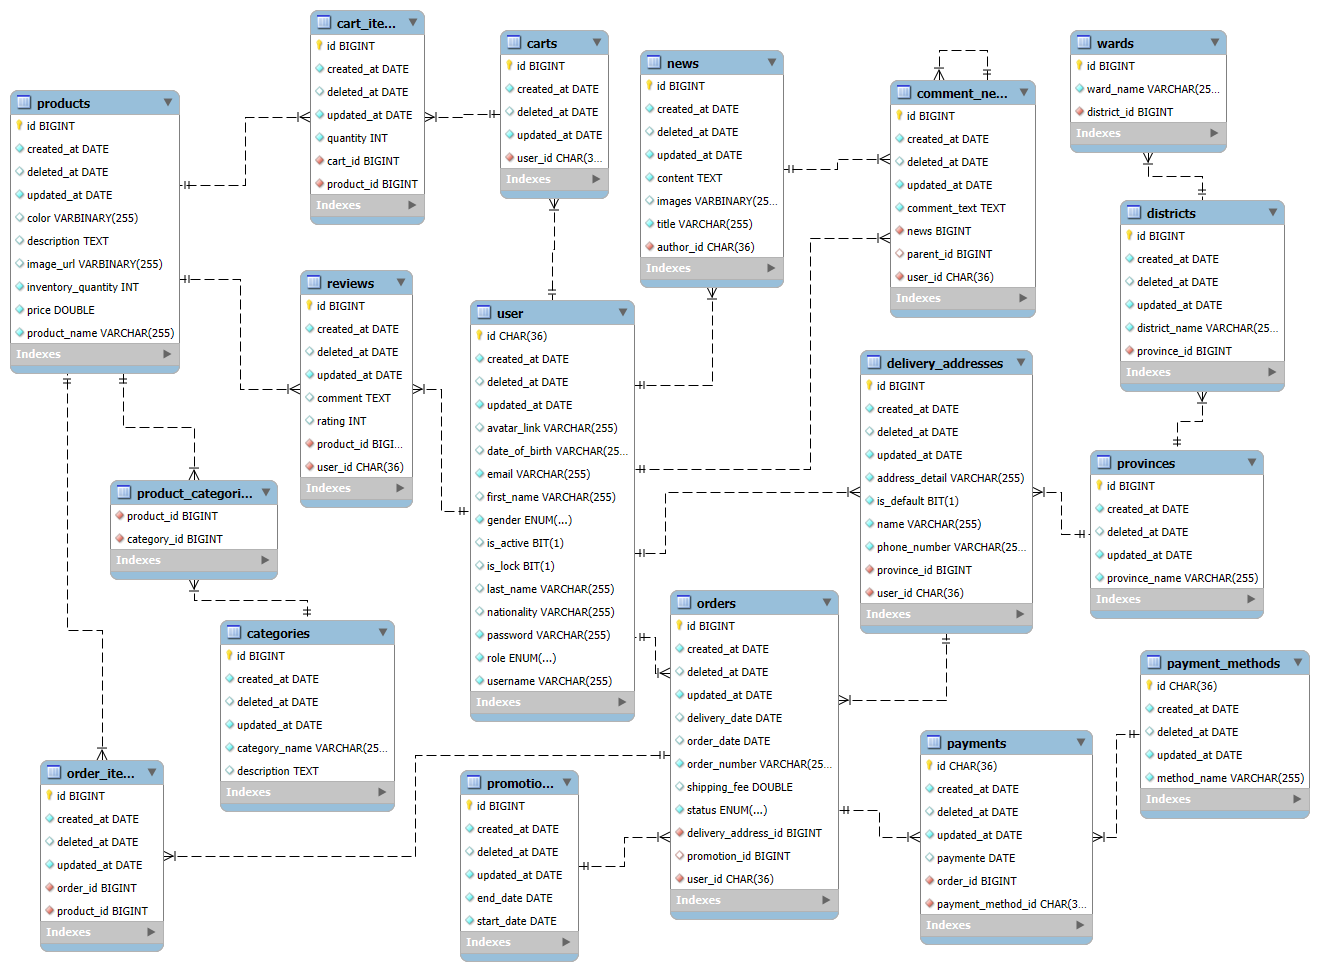 cart_ite...
id BIGINT
created_at DATE
deleted_at DATE
updated_at DATE
quantity INT
cart_id BIGINT
product_id BIGINT
Indexes
carts
id BIGINT
created_at DATE
deleted_at DATE
updated_at DATE
user_id CHAR(3...
Indexes
news
id BIGINT
created_at DATE
deleted_at DATE
updated_at DATE
content TEXT
images VARBINARY(25...
title VARCHAR(255)
author_id CHAR(36)
Indexes
comment_ne...
id BIGINT
created_at DATE
deleted_at DATE
updated_at DATE
comment_text TEXT
news BIGINT
parent_id BIGINT
user_id CHAR(36)
Indexes
wards
id BIGINT
ward_name VARCHAR(25...
district_id BIGINT
Indexes
products
id BIGINT
created_at DATE
deleted_at DATE
updated_at DATE
color VARBINARY(255)
description TEXT
image_url VARBINARY(255)
inventory_quantity INT
price DOUBLE
product_name VARCHAR(255)
Indexes
reviews
id BIGINT
created_at DATE
deleted_at DATE
updated_at DATE
comment TEXT
rating INT
product_id BIGI...
user_id CHAR(36)
Indexes
user
id CHAR(36)
created_at DATE
deleted_at DATE
updated_at DATE
avatar_link VARCHAR(255)
date_of_birth VARCHAR(25...
email VARCHAR(255)
first_name VARCHAR(255)
gender ENUM(...)
is_active BIT(1)
is_lock BIT(1)
last_name VARCHAR(255)
nationality VARCHAR(255)
password VARCHAR(255)
role ENUM(...)
username VARCHAR(255)
Indexes
districts
id BIGINT
created_at DATE
deleted_at DATE
updated_at DATE
district_name VARCHAR(25...
province_id BIGINT
Indexes
delivery_addresses
id BIGINT
created_at DATE
deleted_at DATE
updated_at DATE
address_detail VARCHAR(255)
is_default BIT(1)
name VARCHAR(255)
phone_number VARCHAR(25...
province_id BIGINT
user_id CHAR(36)
Indexes
provinces
id BIGINT
created_at DATE
deleted_at DATE
updated_at DATE
province_name VARCHAR(255)
Indexes
product_categori...
product_id BIGINT
category_id BIGINT
Indexes
categories
id BIGINT
created_at DATE
deleted_at DATE
updated_at DATE
category_name VARCHAR(25...
description TEXT
Indexes
orders
id BIGINT
created_at DATE
deleted_at DATE
updated_at DATE
delivery_date DATE
order_date DATE
order_number VARCHAR(25...
shipping_fee DOUBLE
status ENUM(...)
delivery_address_id BIGINT
promotion_id BIGINT
user_id CHAR(36)
Indexes
payment_methods
id CHAR(36)
created_at DATE
deleted_at DATE
updated_at DATE
method_name VARCHAR(255)
Indexes
payments
id CHAR(36)
created_at DATE
deleted_at DATE
updated_at DATE
paymente DATE
order_id BIGINT
payment_method_id CHAR(3...
Indexes
order_ite...
id BIGINT
created_at DATE
deleted_at DATE
updated_at DATE
order_id BIGINT
product_id BIGINT
Indexes
promotio...
id BIGINT
created_at DATE
deleted_at DATE
updated_at DATE
end_date DATE
start_date DATE
Indexes